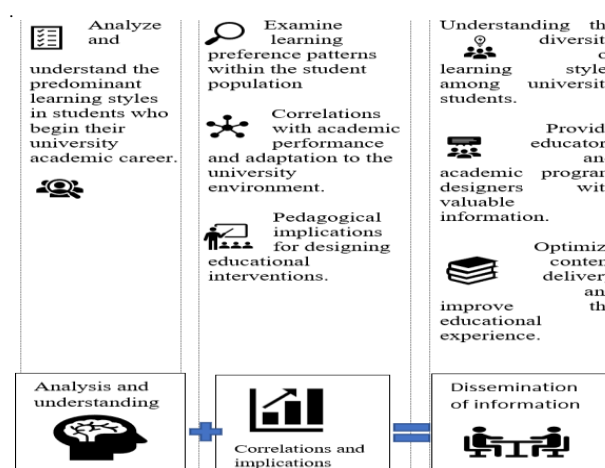 Analyze
and
understand the
predominant
learning styles
in students who
begin their
university
academic career.
Examine
learning
preference patterns
within the student
population
Correlations
with academic
performance
and adaptation to the
university
environment.
Pedagogical
implications
for designing
educational
interventions.
Understanding th
diversit
learning style
among universit
students.
Provid
educator
an
academic program
designers wit
valuable
information.
Optimiz
conten
deliver
an
improve th
educational
experience.
Analysis and
understanding
Correlations and
implications
Dissemination
of information